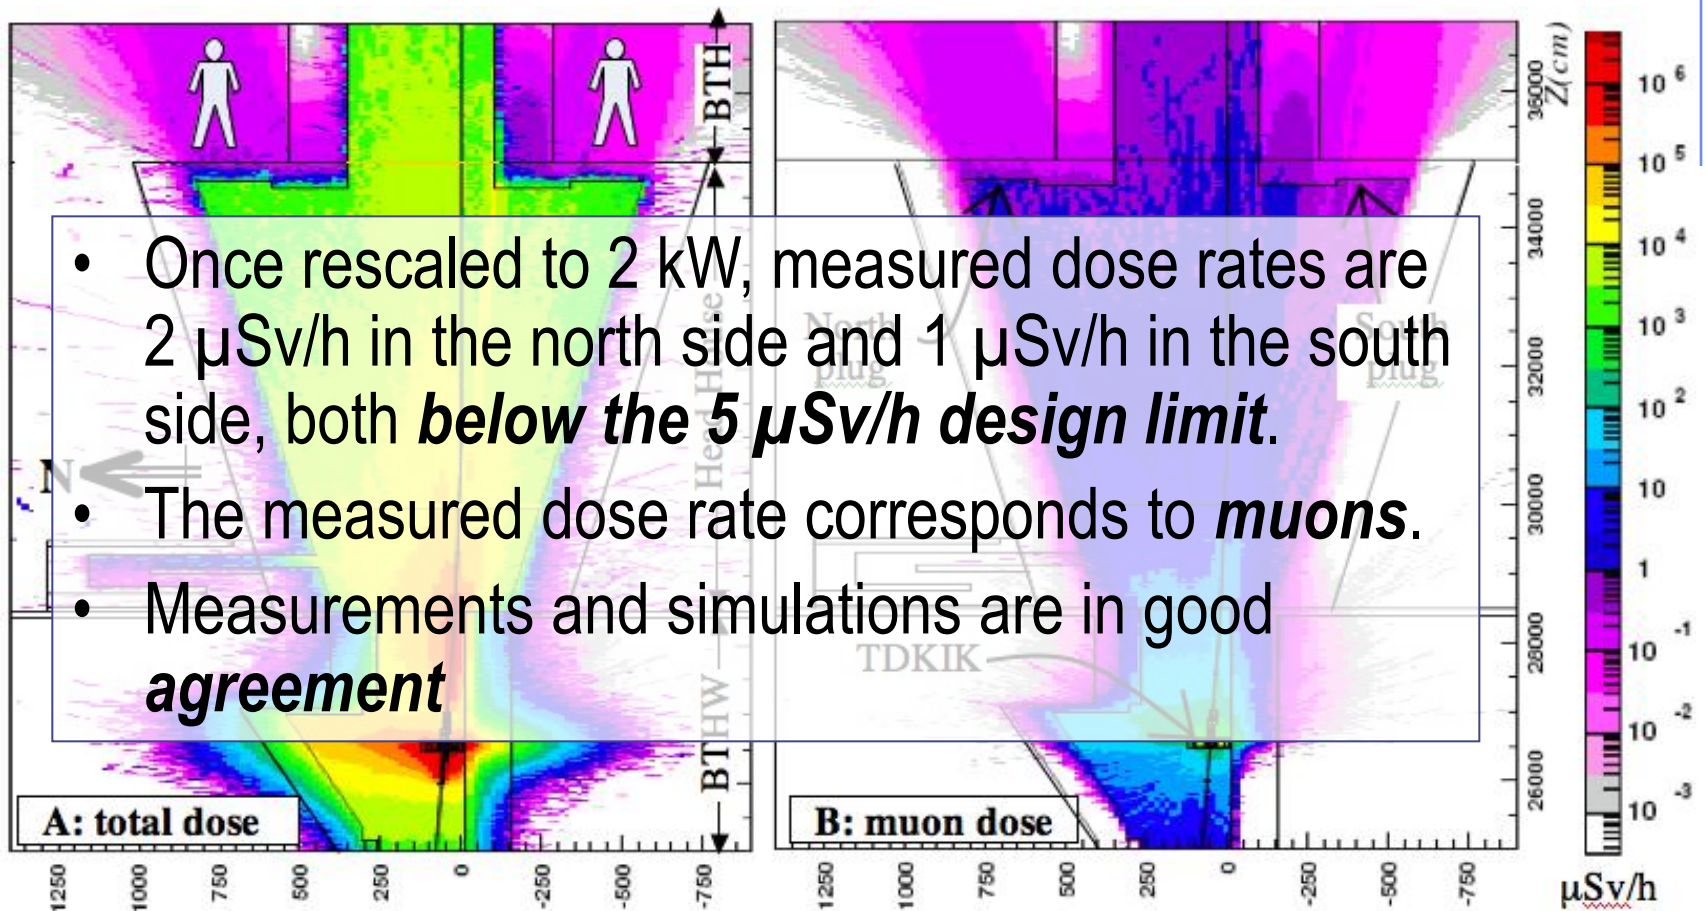 BTH
Z(cm)
36000
34000
32000
30000
28000
26000
10 6
10 5
10 4
10 3
10 2
10
1
10 -1
10 -2
10 -3
µSv/h
• Once rescaled to 2 kW, measured dose rates are
2 µSv/h in the north side and 1 µSv/h in the south
side, both below the 5 µSv/h design limit.
• The measured dose rate corresponds to muons.
• Measurements and simulations are in good
agreement
North
plug
South
plug
Head House
N
TDKIK
BTHW
A: total dose
B: muon dose
1250 1000 750 500 250 0 -250 -500 -750
1250 1000 750 500 250 0 -250 -500 -750